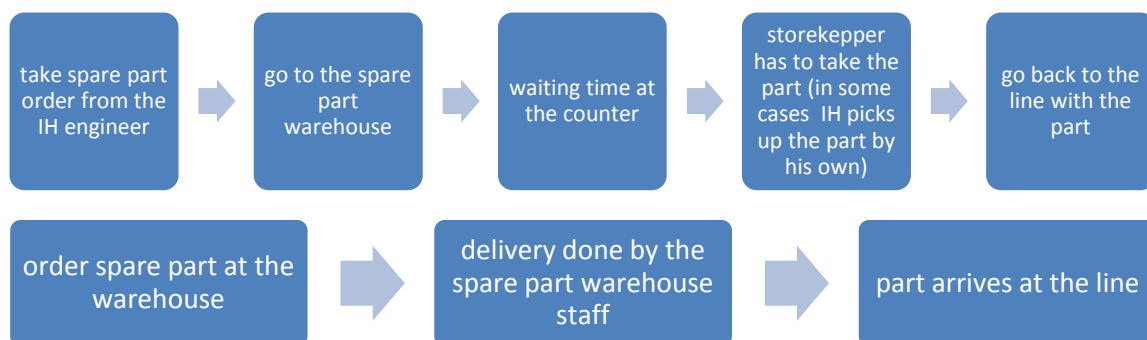 take spare part
order from the
IH engineer
go to the spare
part
warehouse
waiting time at
the counter
storekepper
has to take the
part (in some
cases IH picks
up the part by
his own)
go back to the
line with the
part
order spare part at the
warehouse
delivery done by the
spare part warehouse
staff
part arrives at the line